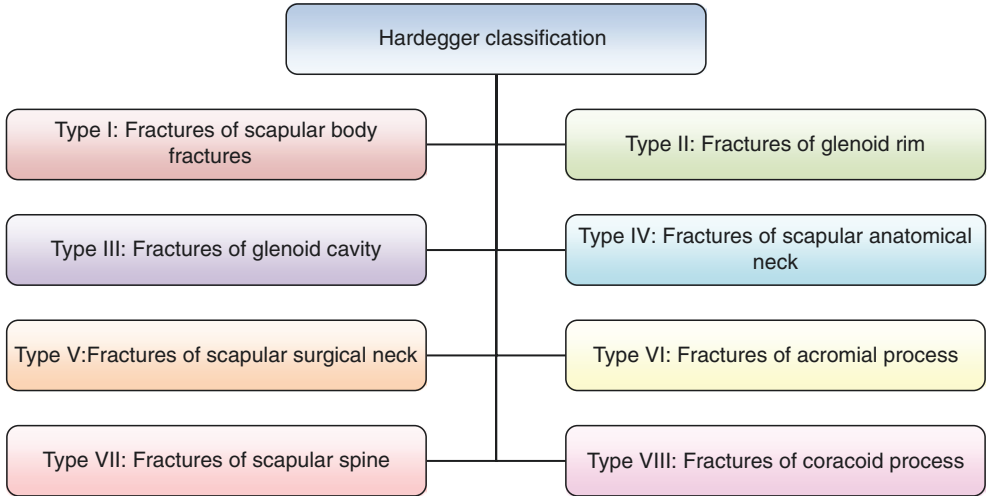 Hardegger classification
Type I: Fractures of scapular body
fractures
Type II: Fractures of glenoid rim
Type III: Fractures of glenoid cavity
Type IV: Fractures of scapular anatomical
neck
Type V:Fractures of scapular surgical neck
Type VI: Fractures of acromial process
Type VII: Fractures of scapular spine
Type VIII: Fractures of coracoid process